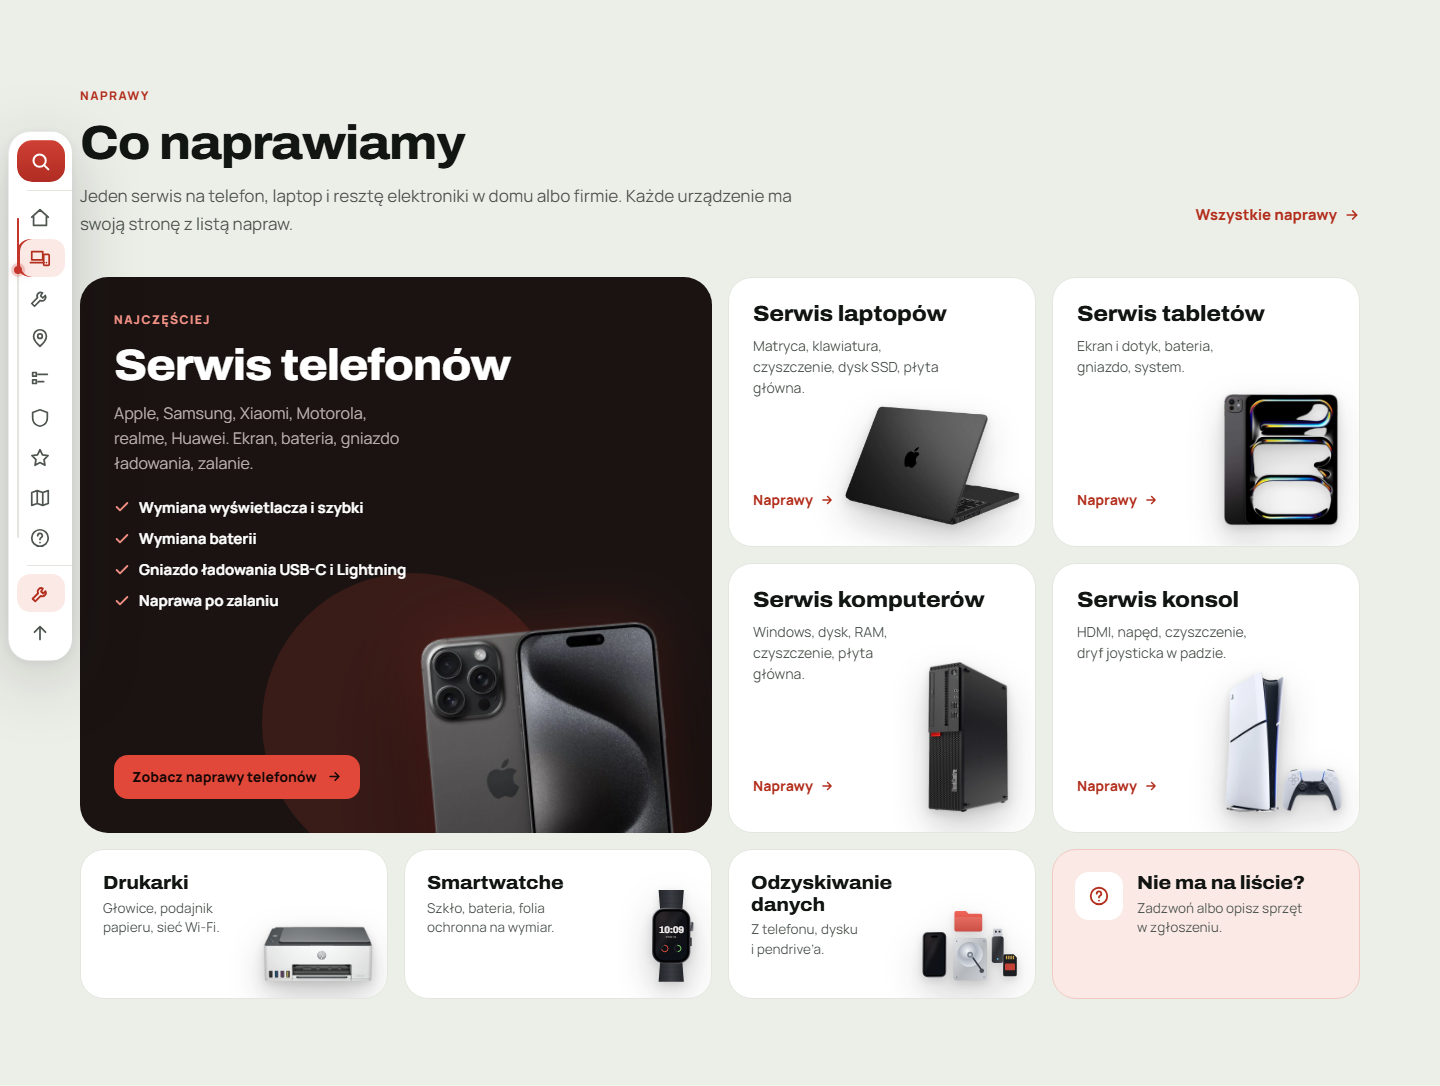 NAPRAWY
Co naprawiamy
Jeden serwis na telefon, laptop i resztę elektroniki w domu albo firmie. Każde urządzenie ma
swoją stronę z listą napraw.
Wszystkie naprawy
NAJCZĘŚCIEJ
Serwis telefonów
Apple, Samsung, Xiaomi, Motorola,
realme, Huawei. Ekran, bateria, gniazdo
ładowania, zalanie.
Wymiana wyświetlacza i szybki
Wymiana baterii
Gniazdo ładowania USB-C i Lightning
Naprawa po zalaniu
Zobacz naprawy telefonów
Serwis laptopów
Matryca, klawiatura,
czyszczenie, dysk SSD, płyta
główna.
Naprawy
Serwis tabletów
Ekran i dotyk, bateria,
gniazdo, system.
Naprawy
Serwis komputerów
Windows, dysk, RAM,
czyszczenie, płyta
główna.
Naprawy
Serwis konsol
HDMI, napęd, czyszczenie,
dryf joysticka w padzie.
Naprawy
Drukarki
Głowice, podajnik
papieru, sieć Wi-Fi.
Smartwatche
Szkło, bateria, folia
ochronna na wymiar.
10:09
Odzyskiwanie
danych
Z telefonu, dysku
i pendrive'a.
Nie ma na liście?
Zadzwoń albo opisz sprzęt
w zgłoszeniu.